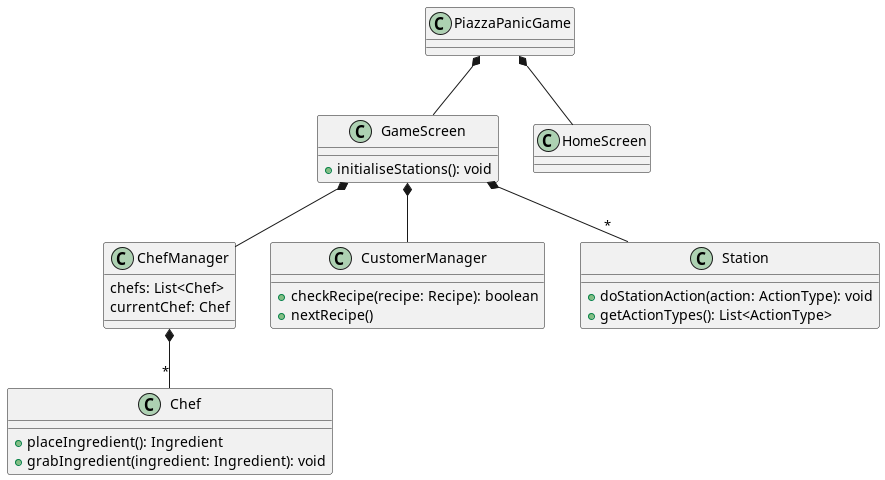 C PiazzaPanicGame
C GameScreen
+ initialiseStations(): void
C HomeScreen
*
C ChefManager
chefs: List<Chef>
currentChef: Chef
C CustomerManager
checkRecipe(recipe: Recipe): boolean
nextRecipe()
C Station
doStationAction(action: ActionType): void
getActionTypes(): List<ActionType>
*
C Chef
placeIngredient(): Ingredient
grabIngredient(ingredient: Ingredient): void